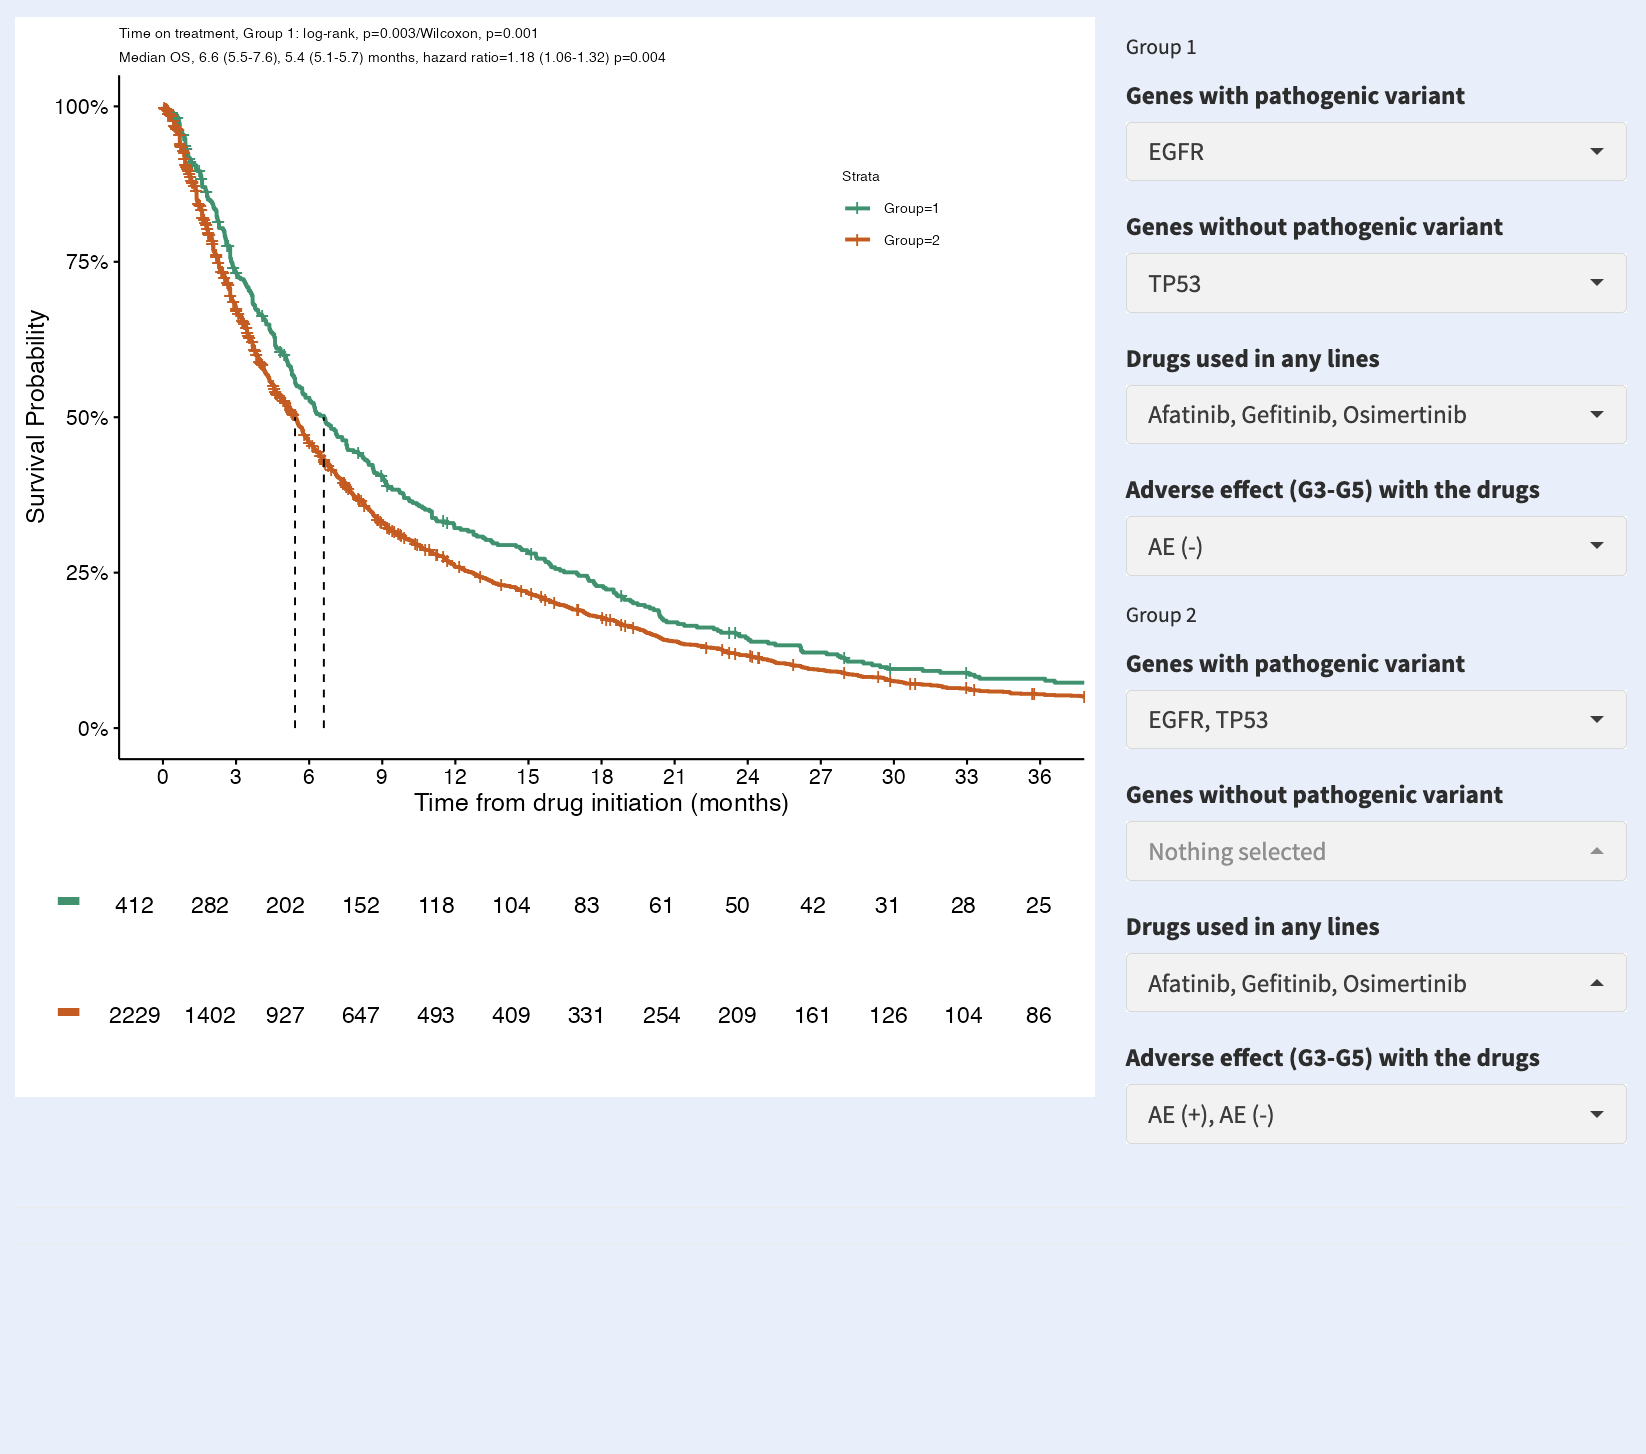 Time on treatment, Group 1: log-rank, p=0.003/Wilcoxon, p=0.001
Median OS, 6.6 (5.5-7.6), 5.4 (5.1-5.7) months, hazard ratio=1.18 (1.06-1.32) p=0.004
100%
75%
50%
25%
0%
Survival Probability
Strata
Group=1
Group=2
0 3 6 9 12 15 18 21 24 27 30 33 36
Time from drug initiation (months)
412 282 202 152 118 104 83 61 50 42 31 28 25
2229 1402 927 647 493 409 331 254 209 161 126 104 86
Group 1
Genes with pathogenic variant
EGFR
Genes without pathogenic variant
TP53
Drugs used in any lines
Afatinib, Gefitinib, Osimertinib
Adverse effect (G3-G5) with the drugs
AE (-)
Group 2
Genes with pathogenic variant
EGFR, TP53
Genes without pathogenic variant
Nothing selected
Drugs used in any lines
Afatinib, Gefitinib, Osimertinib
Adverse effect (G3-G5) with the drugs
AE (+), AE (-)